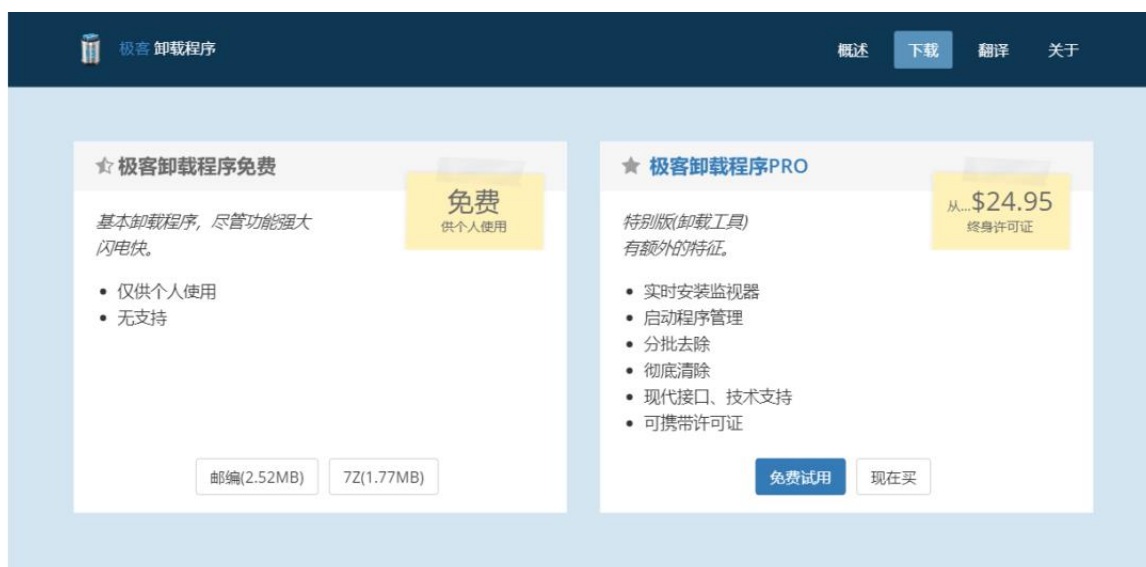 极客 卸载程序
概述 下载 翻译 关于
极客卸载程序免费
免费
供个人使用
基本卸载程序，尽管功能强大
闪电快。
仅供个人使用
无支持
邮编(2.52MB) 7Z(1.77MB)
极客卸载程序PRO
从...$24.95
终身许可证
特别版(卸载工具)
有额外的特征。
实时安装监视器
启动程序管理
分批去除
彻底清除
现代接口、技术支持
可携带许可证
免费试用 现在买